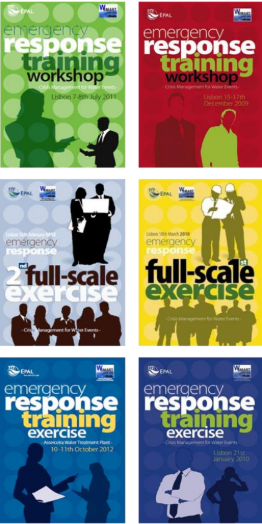 EPAL
emergency
response
training
workshop
- Crisis Management for Water Events -
Lisbon 7-8th July 2011
EPAL
emergency
response
training
workshop
- Crisis Management for Water Events -
Lisbon 15-17th
December 2009
EPAL
emergency
response
2nd full-scale
exercise
- Crisis Management for Water Events -
EPAL
Lisbon 18th March 2010
emergency
response
1st
full-scale
exercise
- Crisis Management for Water Events -
EPAL
emergency
response
training
exercise
Asseiceira Water Treatment Plant
10-11th October 2012
EPAL
emergency
response
training
exercise
- Crisis Management for Water Events -
Lisbon 21st
January 2010